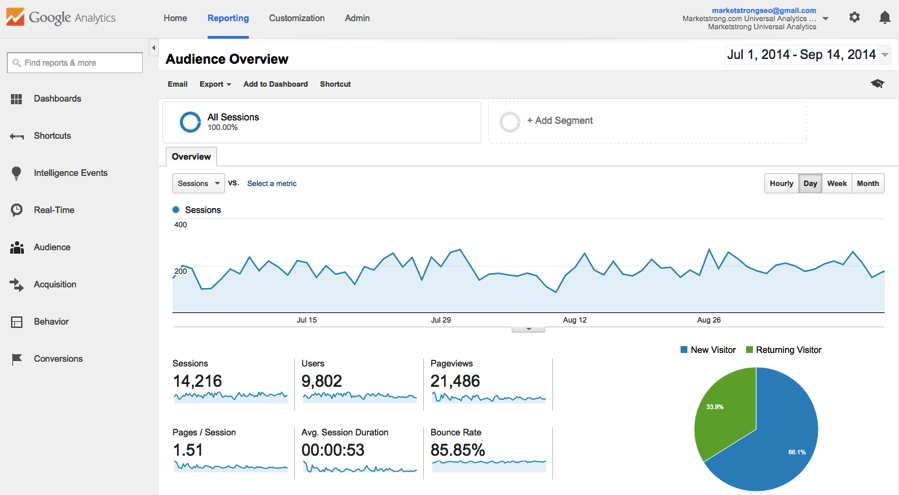 Google Analytics
Home Reporting Customization Admin
marketstrongseo@gmail.com
Marketstrong.com Universal Analytics ...
Marketstrong Universal Analytics
Find reports & more
Dashboards
Shortcuts
Intelligence Events
Real-Time
Audience
Acquisition
Behavior
Conversions
Audience Overview
Jul 1, 2014 - Sep 14, 2014
Email Export Add to Dashboard Shortcut
All Sessions
100.00%
+ Add Segment
Overview
Sessions VS. Select a metric
Hourly Day Week Month
Sessions
400
200
Jul 15 Jul 29 Aug 12 Aug 26
Sessions
14,216
Users
9,802
Pageviews
21,486
Pages / Session
1.51
Avg. Session Duration
00:00:53
Bounce Rate
85.85%
New Visitor Returning Visitor
33.9%
66.1%